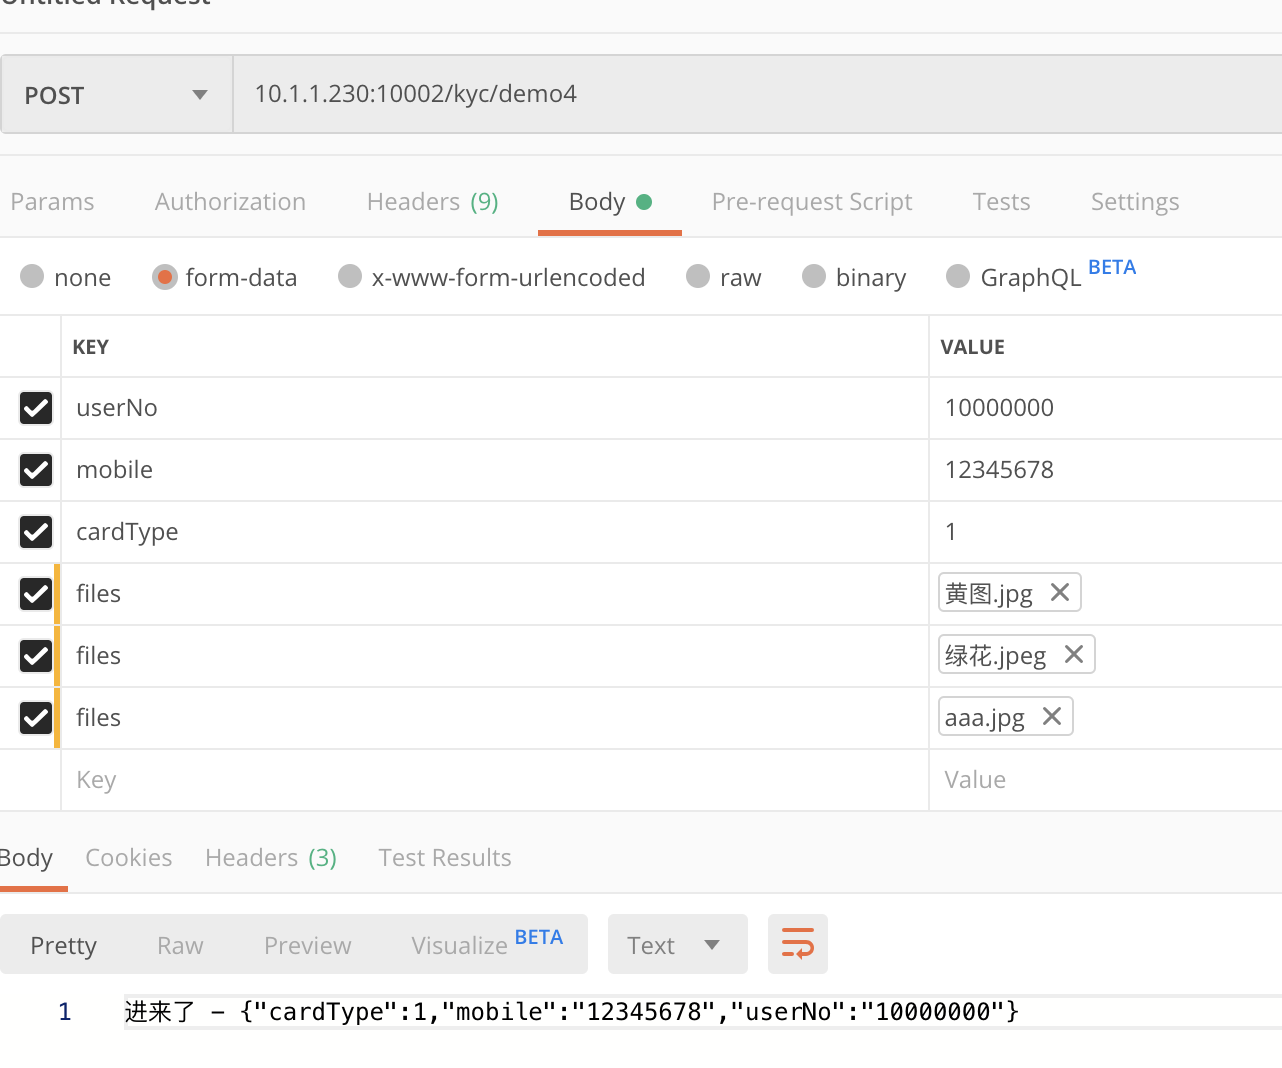 Untitled Request
POST 10.1.1.230:10002/kyc/demo4
Params Authorization Headers (9) Body Pre-request Script Tests Settings
none form-data x-www-form-urlencoded raw binary GraphQL BETA
KEY VALUE
userNo 10000000
mobile 12345678
cardType 1
files 黄图.jpg
files 绿花.jpeg
files aaa.jpg
Key Value
Body Cookies Headers (3) Test Results
Pretty Raw Preview Visualize BETA Text
1 进来了 - {"cardType":1,"mobile":"12345678","userNo":"10000000"}